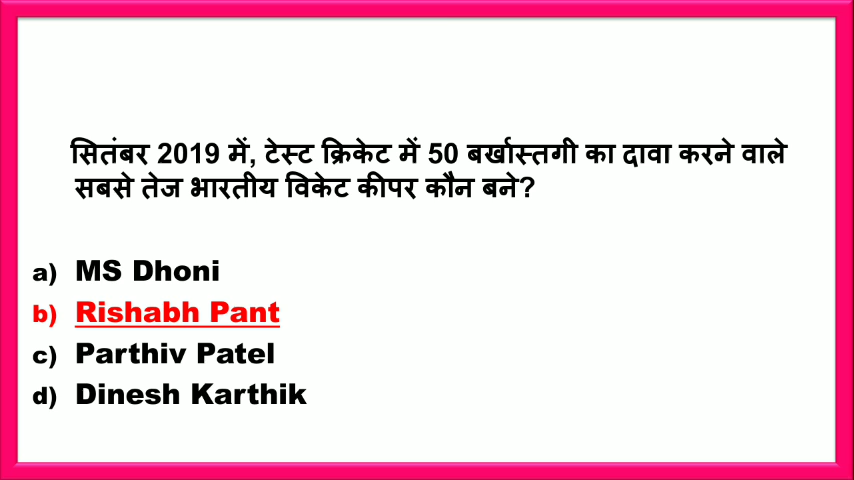 सितंबर 2019 में, टेस्ट क्रिकेट में 50 बर्खास्तगी का दावा करने वाले
सबसे तेज भारतीय विकेट कीपर कौन बने?
a) MS Dhoni
b) Rishabh Pant
c) Parthiv Patel
d) Dinesh Karthik